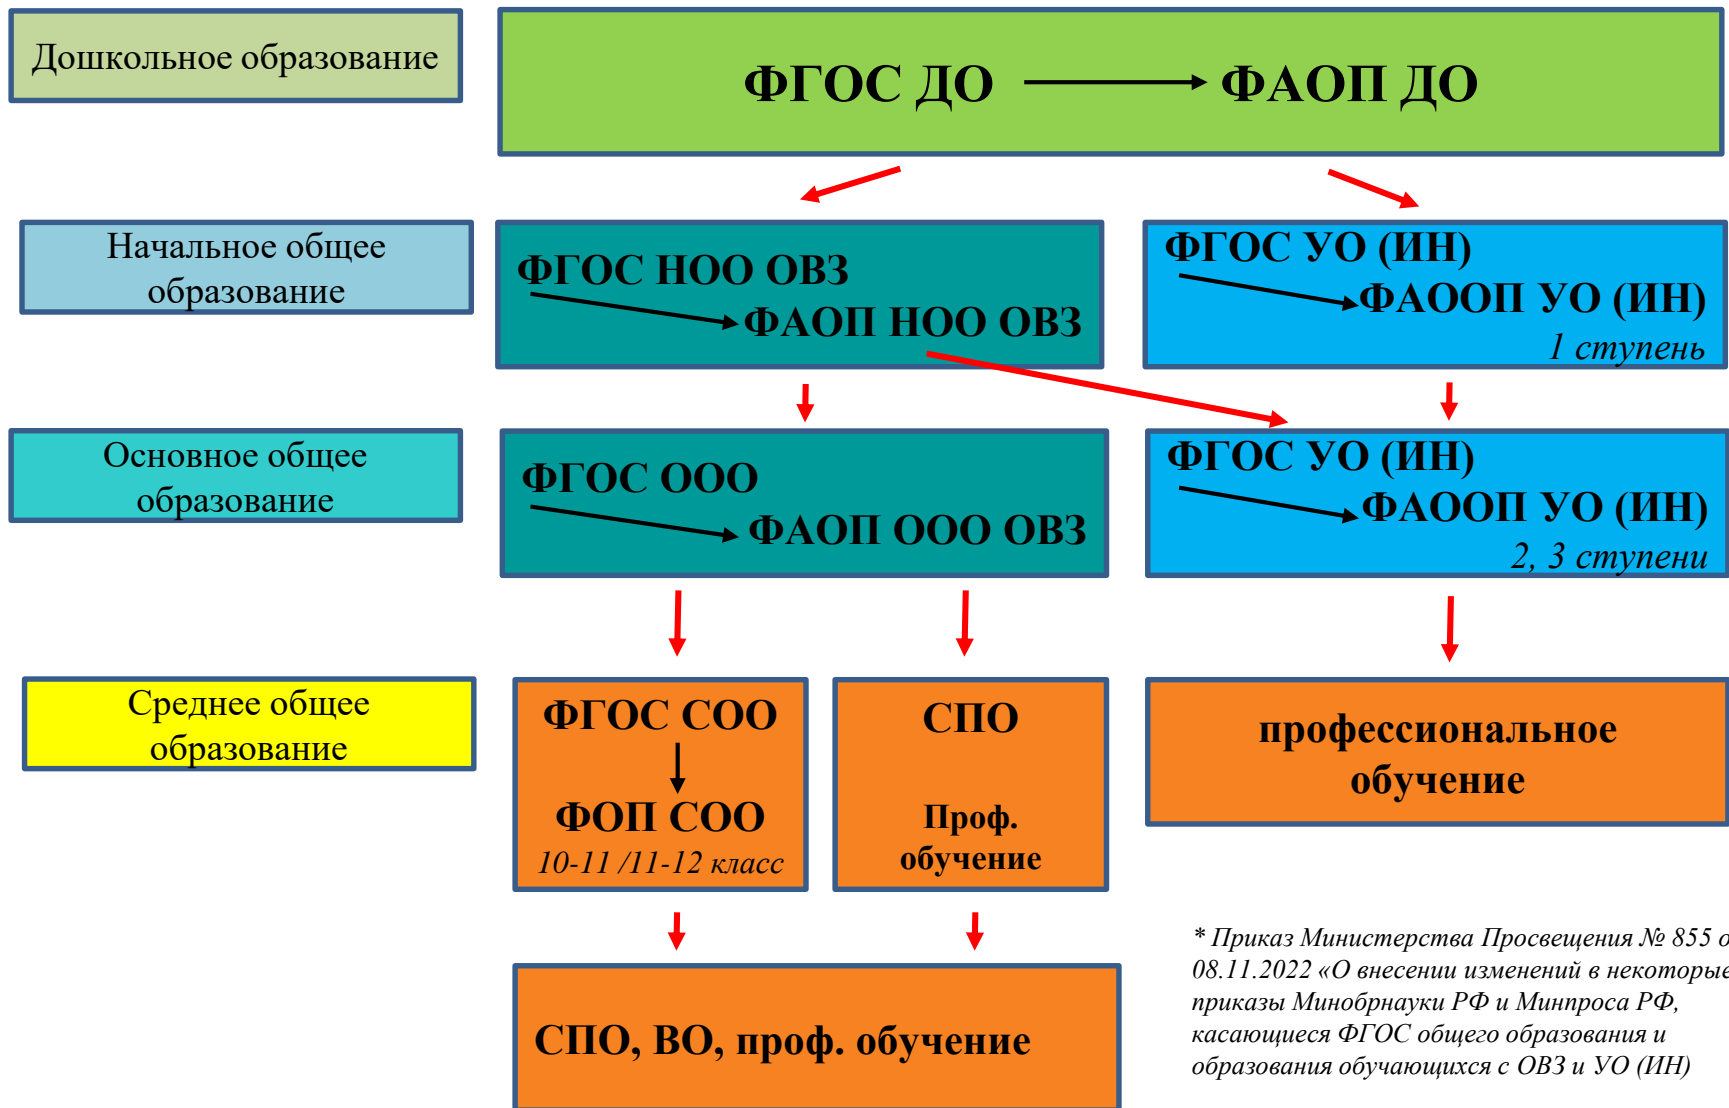 Дошкольное образование
ФГОС ДО ФАОП ДО
Начальное общее
образование
ФГОС НОО ОВЗ
ФАОП НОО ОВЗ
ФГОС УО (ИН)
ФАООП УО (ИН)
1 ступень
Основное общее
образование
ФГОС ООО
ФАОП ООО ОВЗ
ФГОС УО (ИН)
ФАООП УО (ИН)
2, 3 ступени
Среднее общее
образование
ФГОС СОО
ФОП СОО
10-11 /11-12 класс
СПО
Проф.
обучение
профессиональное
обучение
СПО, ВО, проф. обучение
* Приказ Министерства Просвещения № 855 о
08.11.2022 «О внесении изменений в некоторые
приказы Минобрнауки РФ и Минпроса РФ,
касающиеся ФГОС общего образования и
образования обучающихся с ОВЗ и УО (ИН)